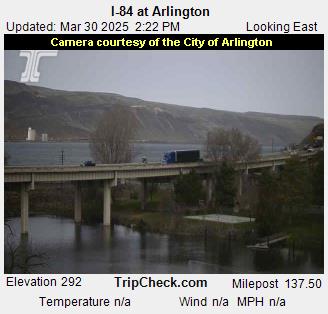 I-84 at Arlington
Updated: Mar 30 2025 2:22 PM Looking East
Camera courtesy of the City of Arlington
Elevation 292 TripCheck.com Milepost 137.50
Temperature n/a Wind n/a MPH n/a